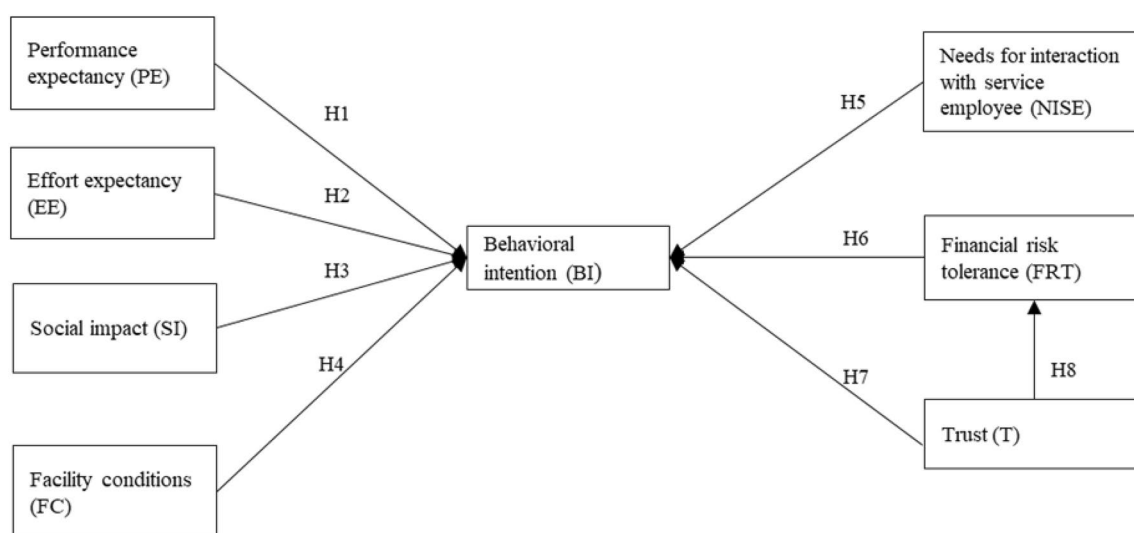 Performance
expectancy (PE)
H1
Effort expectancy
(EE)
H2
Social impact (SI)
H3
Facility conditions
(FC)
H4
Behavioral
intention (BI)
Needs for interaction
with service
employee (NISE)
H5
Financial risk
tolerance (FRT)
H6
H7
H8
Trust (T)